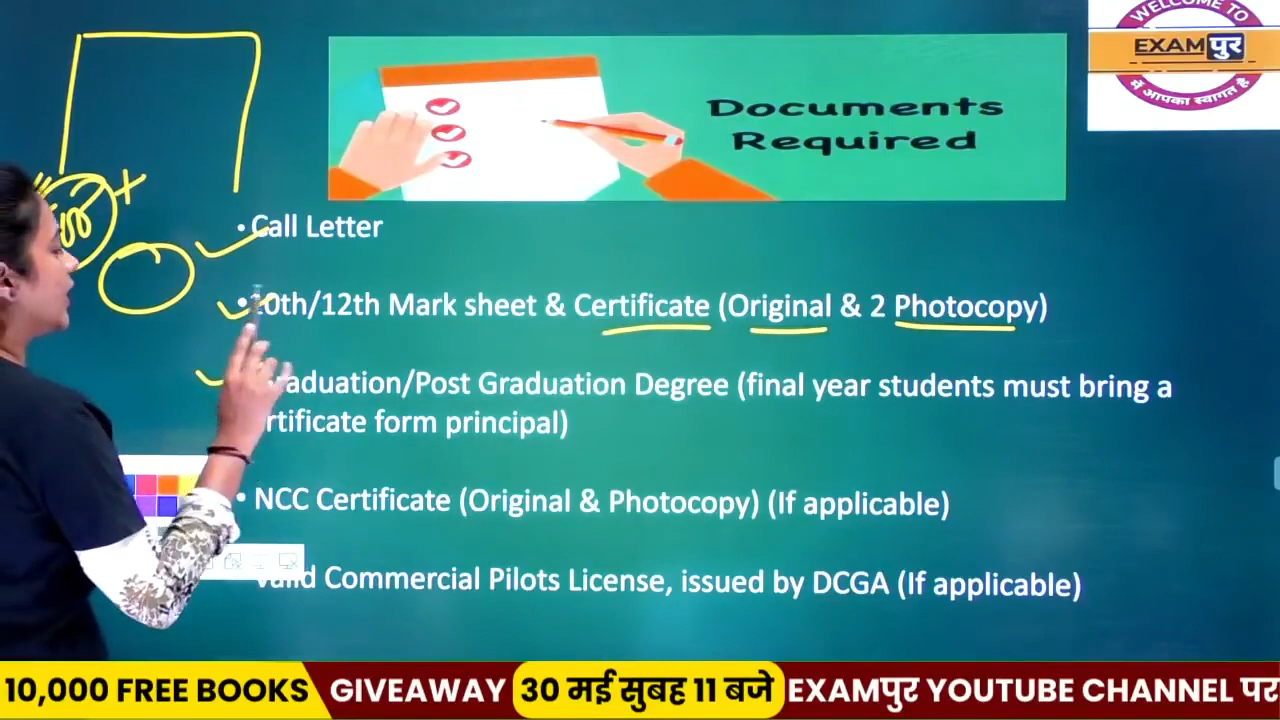 WELCOME TO
EXAMपुर
में आपका स्वागत है
Documents
Required
• Call Letter
• 10th/12th Mark sheet & Certificate (Original & 2 Photocopy)
Graduation/Post Graduation Degree (final year students must bring a
certificate form principal)
• NCC Certificate (Original & Photocopy) (If applicable)
Valid Commercial Pilots License, issued by DCGA (If applicable)
10,000 FREE BOOKS GIVEAWAY 30 मई सुबह 11 बजे EXAMपुर YOUTUBE CHANNEL पर